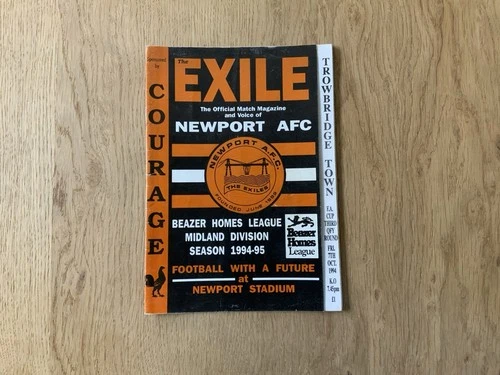 Sponsored
by
COURAGE
The
EXILE
The Official Match Magazine
and Voice of
NEWPORT AFC
NEWPORT A.F.C.
THE EXILES
FOUNDED JUNE 1989
BEAZER HOMES LEAGUE
MIDLAND DIVISION
SEASON 1994-95
Beazer
Homes
League
FOOTBALL WITH A FUTURE
at
NEWPORT STADIUM
TROWBRIDGE TOWN
F.A.
CUP
THIRD
QFY
ROUND
FRI.
7TH
OCT.
1994
K.O
7.45pm
£1